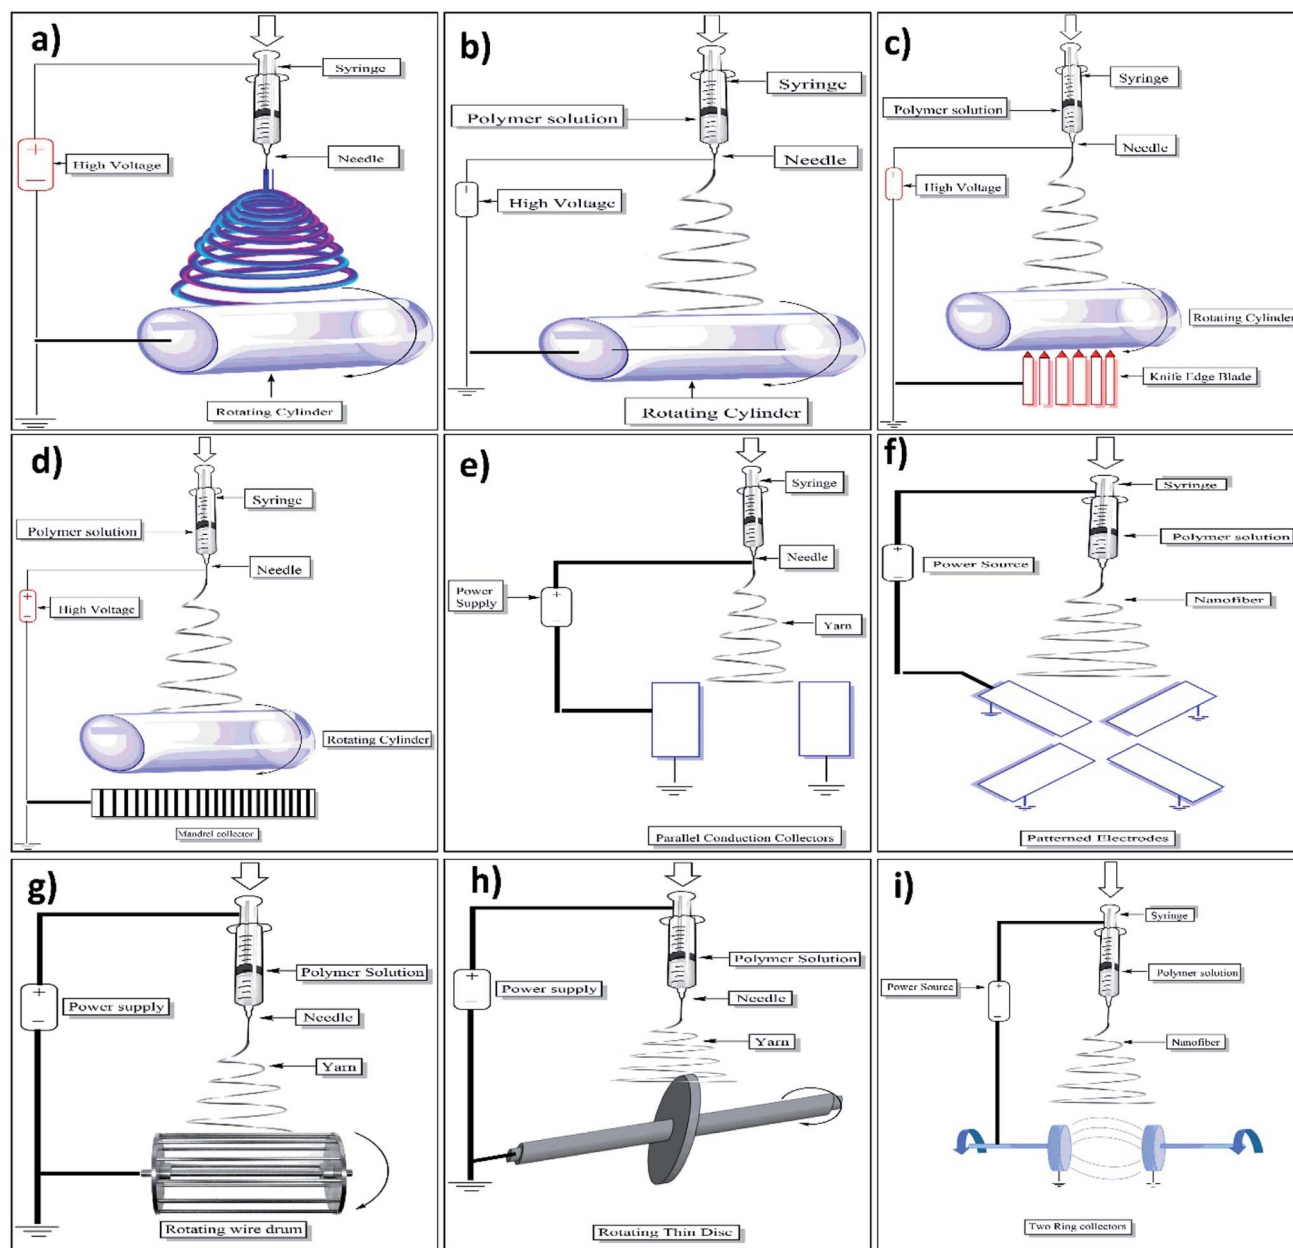 a)
Syringe
High Voltage
Needle
Rotating Cylinder
b)
Syringe
Polymer solution
Needle
High Voltage
Rotating Cylinder
c)
Syringe
Polymer solution
Needle
High Voltage
Rotating Cylinder
Knife Edge Blade
d)
Syringe
Polymer solution
Needle
High Voltage
Rotating Cylinder
Mandrel collector
e)
Syringe
Needle
Power
Supply
Yarn
Parallel Conduction Collectors
f)
Syringe
Polymer solution
Power Source
Nanofiber
Patterned Electrodes
g)
Polymer Solution
Power supply
Needle
Yarn
Rotating wire drum
h)
Polymer Solution
Power supply
Needle
Yarn
Rotating Thin Disc
i)
Syringe
Polymer solution
Power Source
Nanofiber
Two Ring collectors